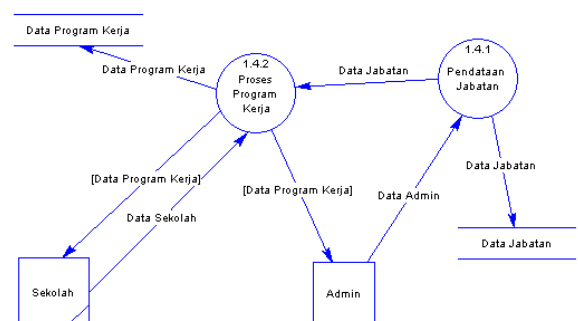 Data Program Kerja
Data Program Kerja
1.4.2
Proses
Program
Kerja
Data Jabatan
1.4.1
Pendataan
Jabatan
Data Jabatan
[Data Program Kerja]
[Data Program Kerja]
Data Admin
Data Sekolah
Data Jabatan
Sekolah
Admin